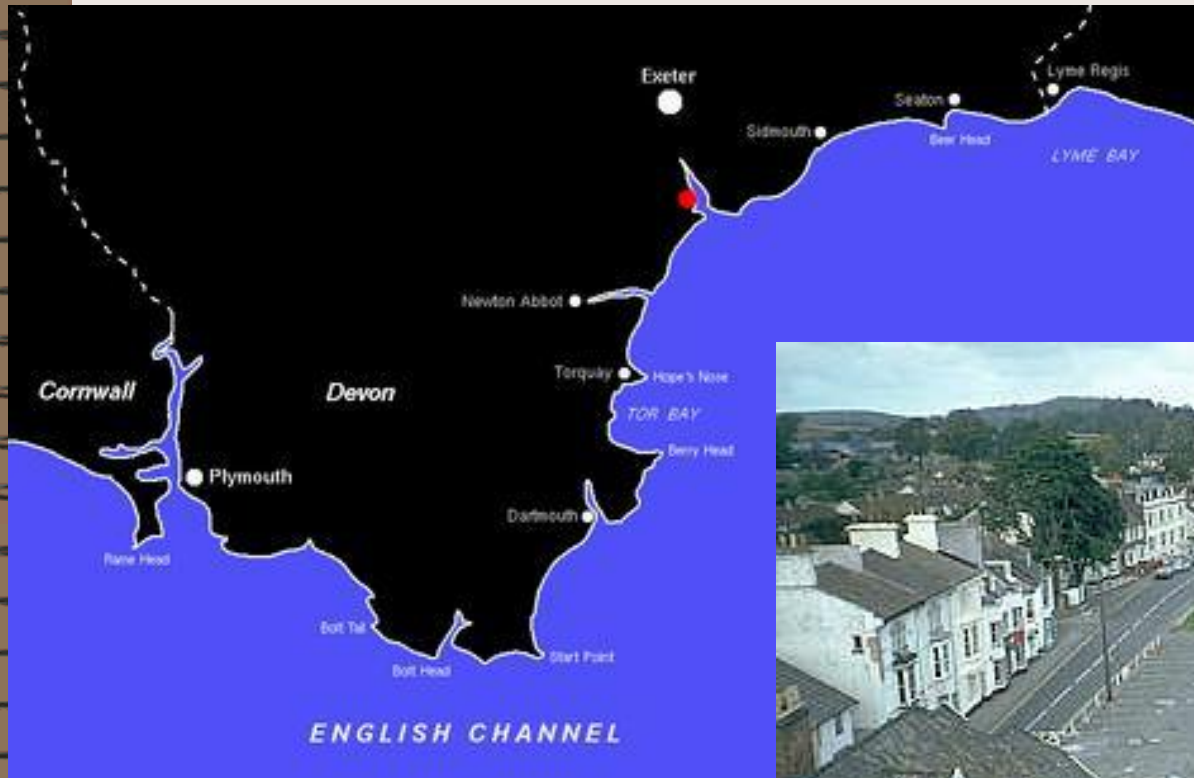 Exeter
Lyme Regis
Seaton
Sidmouth
Beer Head
LYME BAY
Newton Abbot
Torquay
Hope's Nose
Cornwall
Devon
TOR BAY
Berry Head
Plymouth
Dartmouth
Rame Head
Bolt Tail
Start Point
Bolt Head
ENGLISH CHANNEL